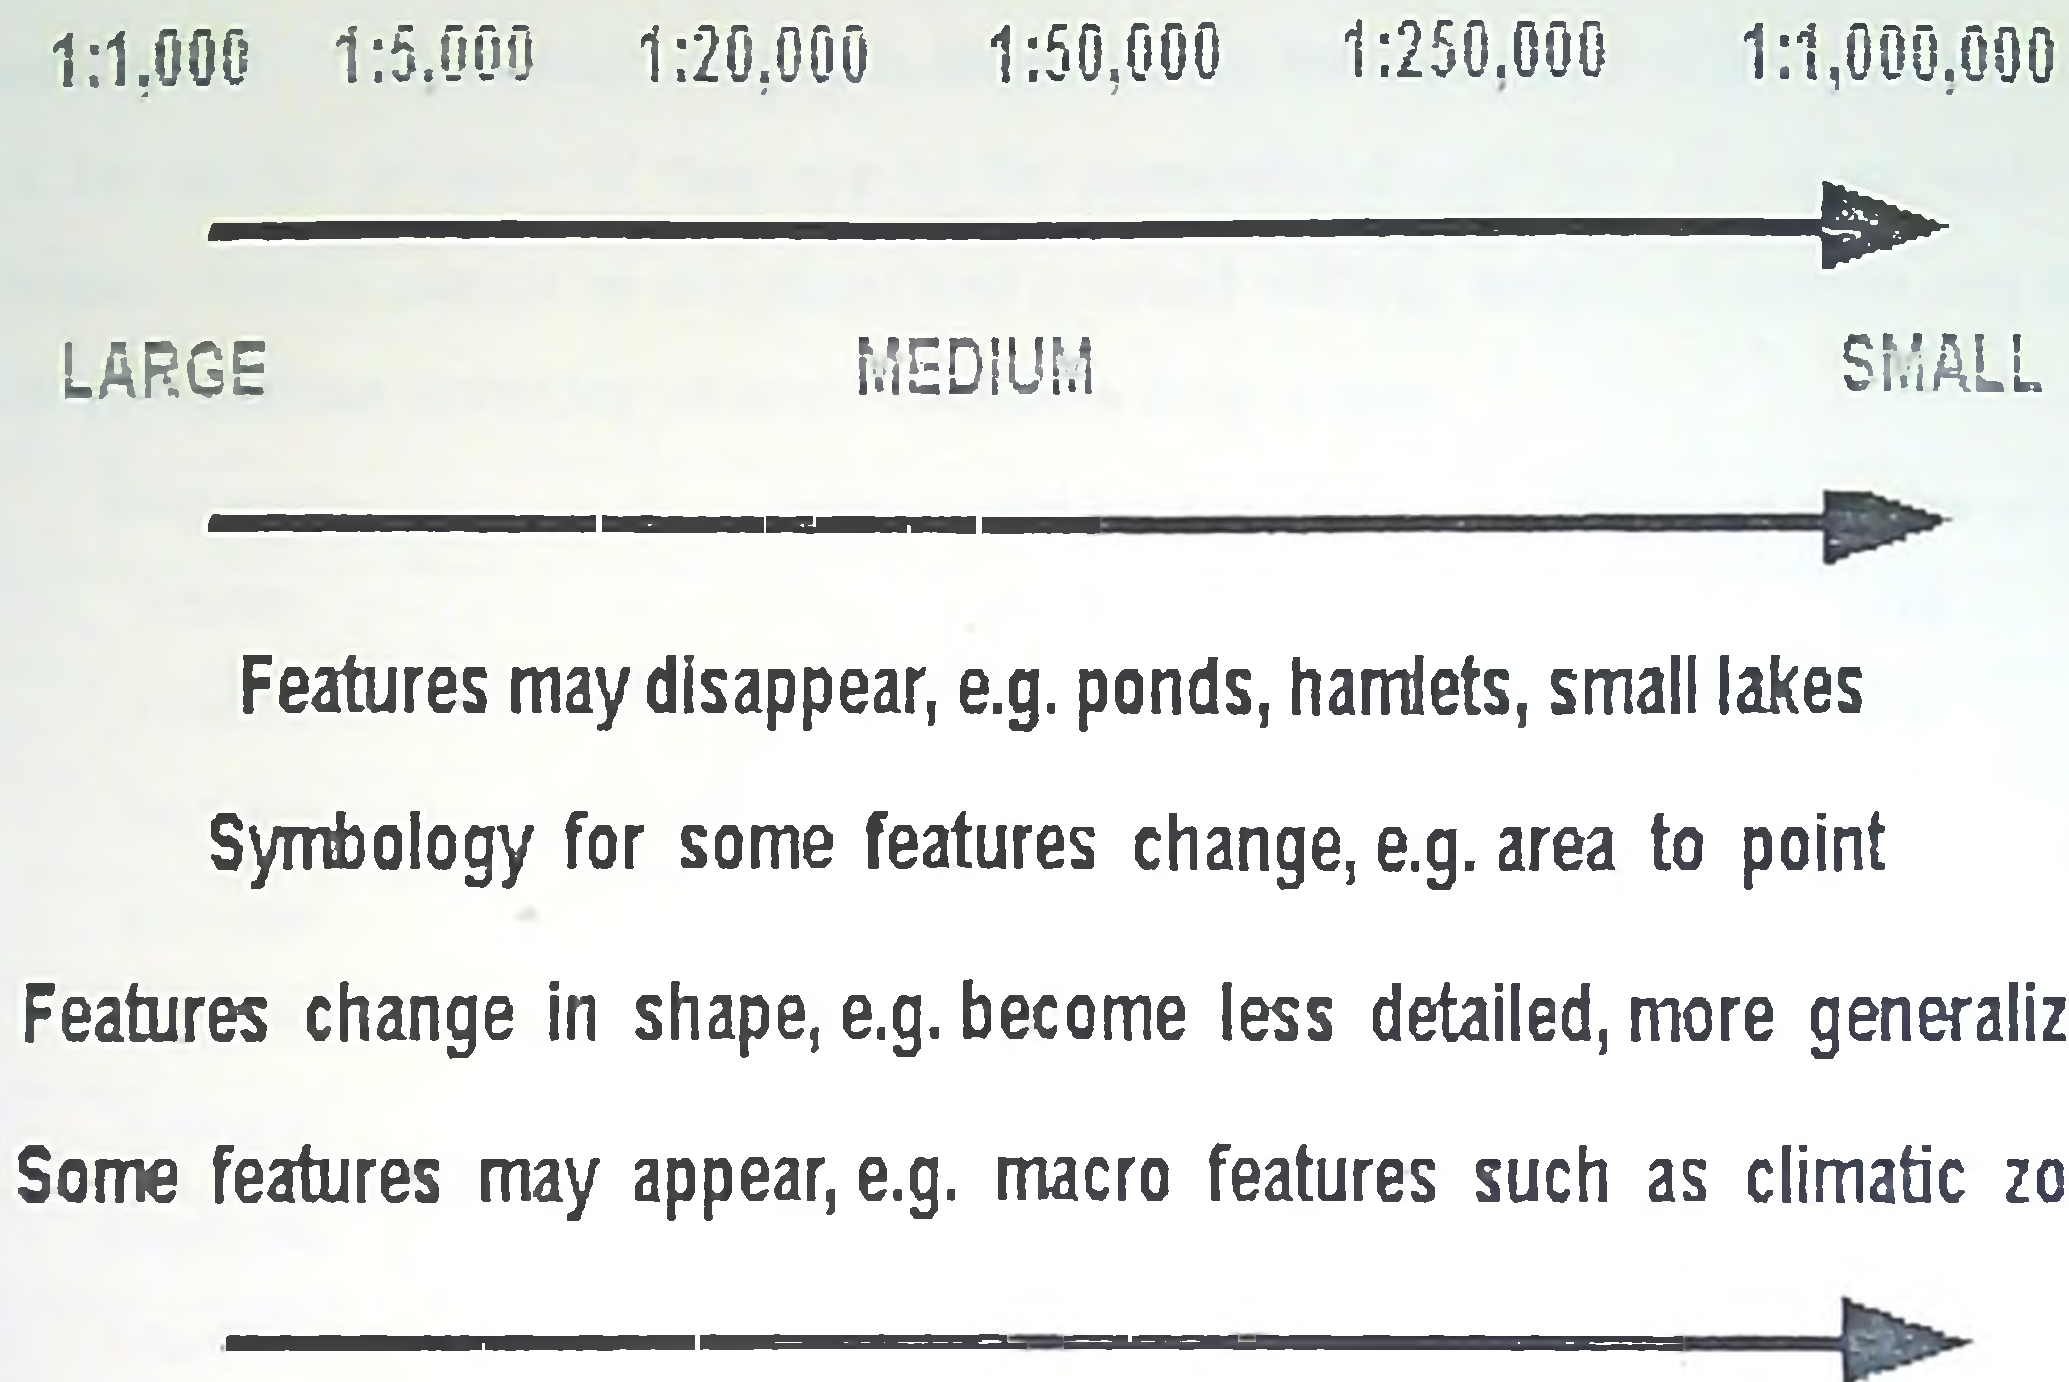 1:1,000 1:5,000 1:20,000 1:50,000 1:250,000 1:1,000,000
LARGE MEDIUM SMALL
Features may disappear, e.g. ponds, hamlets, small lakes
Symbology for some features change, e.g. area to point
Features change in shape, e.g. become less detailed, more generaliz
Some features may appear, e.g. macro features such as climatic zo